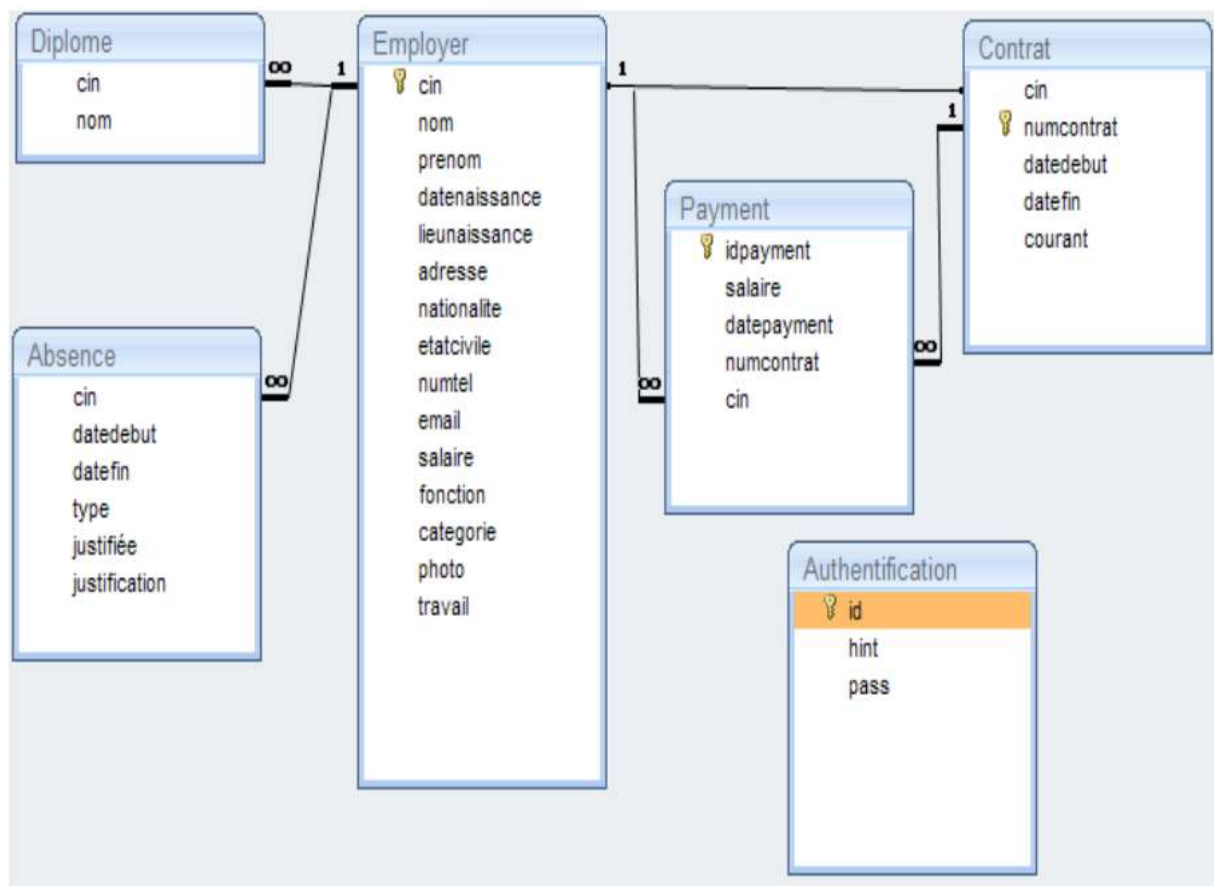 Diplome
cin
nom
∞
1
Employer
cin
nom
prenom
datenaissance
lieunaissance
adresse
nationalite
etatcivile
numtel
email
salaire
fonction
categorie
photo
travail
1
Contrat
cin
numcontrat
datedebut
datefin
courant
1
Payment
idpayment
salaire
datepayment
numcontrat
cin
∞
∞
Absence
cin
datedebut
datefin
type
justifiée
justification
∞
Authentification
id
hint
pass